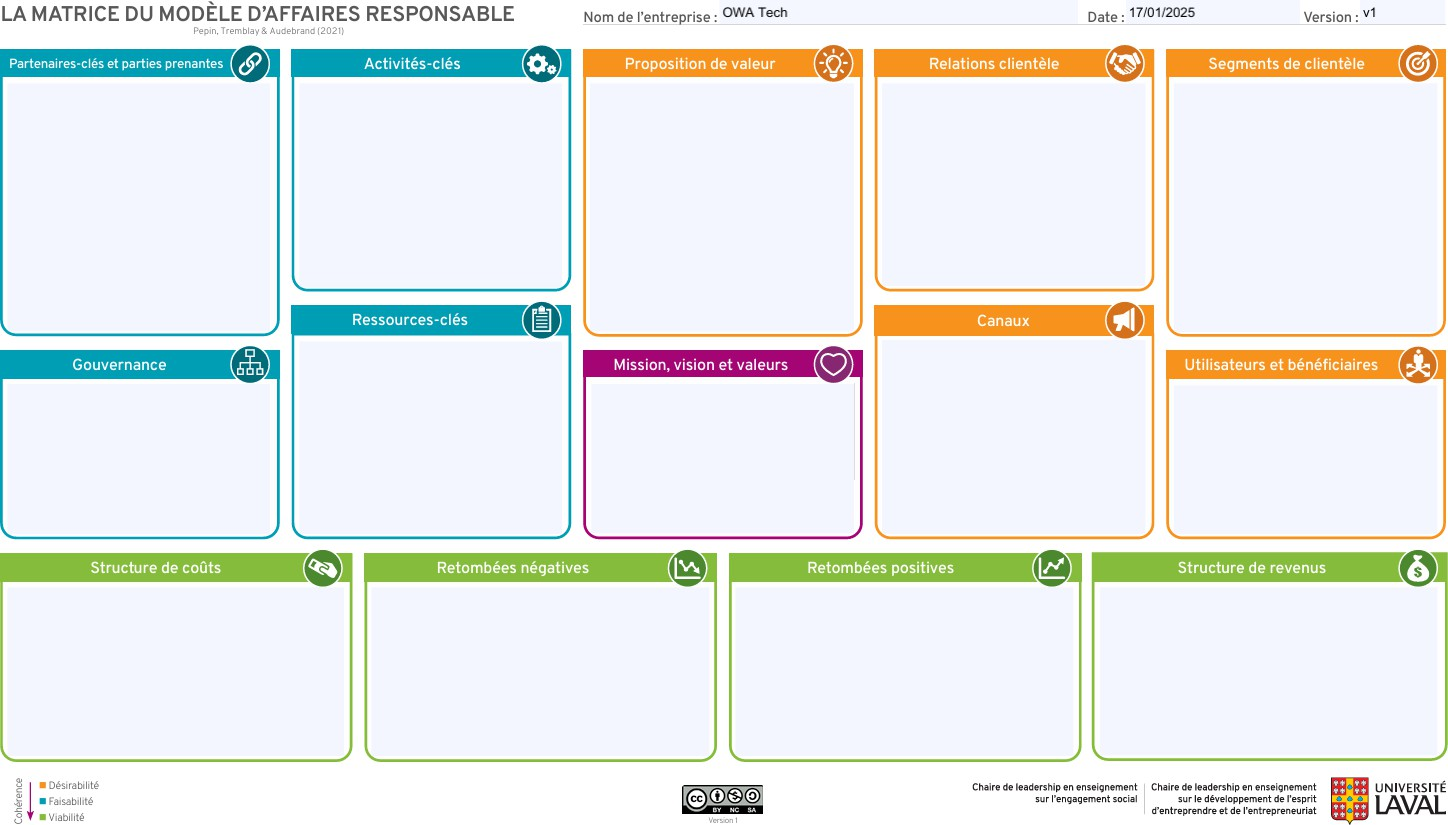 LA MATRICE DU MODÈLE D’AFFAIRES RESPONSABLE
Pepin, Tremblay & Audebrand (2021)
Nom de l’entreprise : OWA Tech
Date : 17/01/2025
Version : v1
Partenaires-clés et parties prenantes
Activités-clés
Proposition de valeur
Relations clientèle
Segments de clientèle
Ressources-clés
Canaux
Gouvernance
Mission, vision et valeurs
Utilisateurs et bénéficiaires
Structure de coûts
Retombées négatives
Retombées positives
Structure de revenus
$
Cohérence
Désirabilité
Faisabilité
Viabilité
cc
BY NC SA
Version 1
Chaire de leadership en enseignement
sur l’engagement social
Chaire de leadership en enseignement
sur le développement de l’esprit
d’entreprendre et de l’entrepreneuriat
UNIVERSITÉ
LAVAL